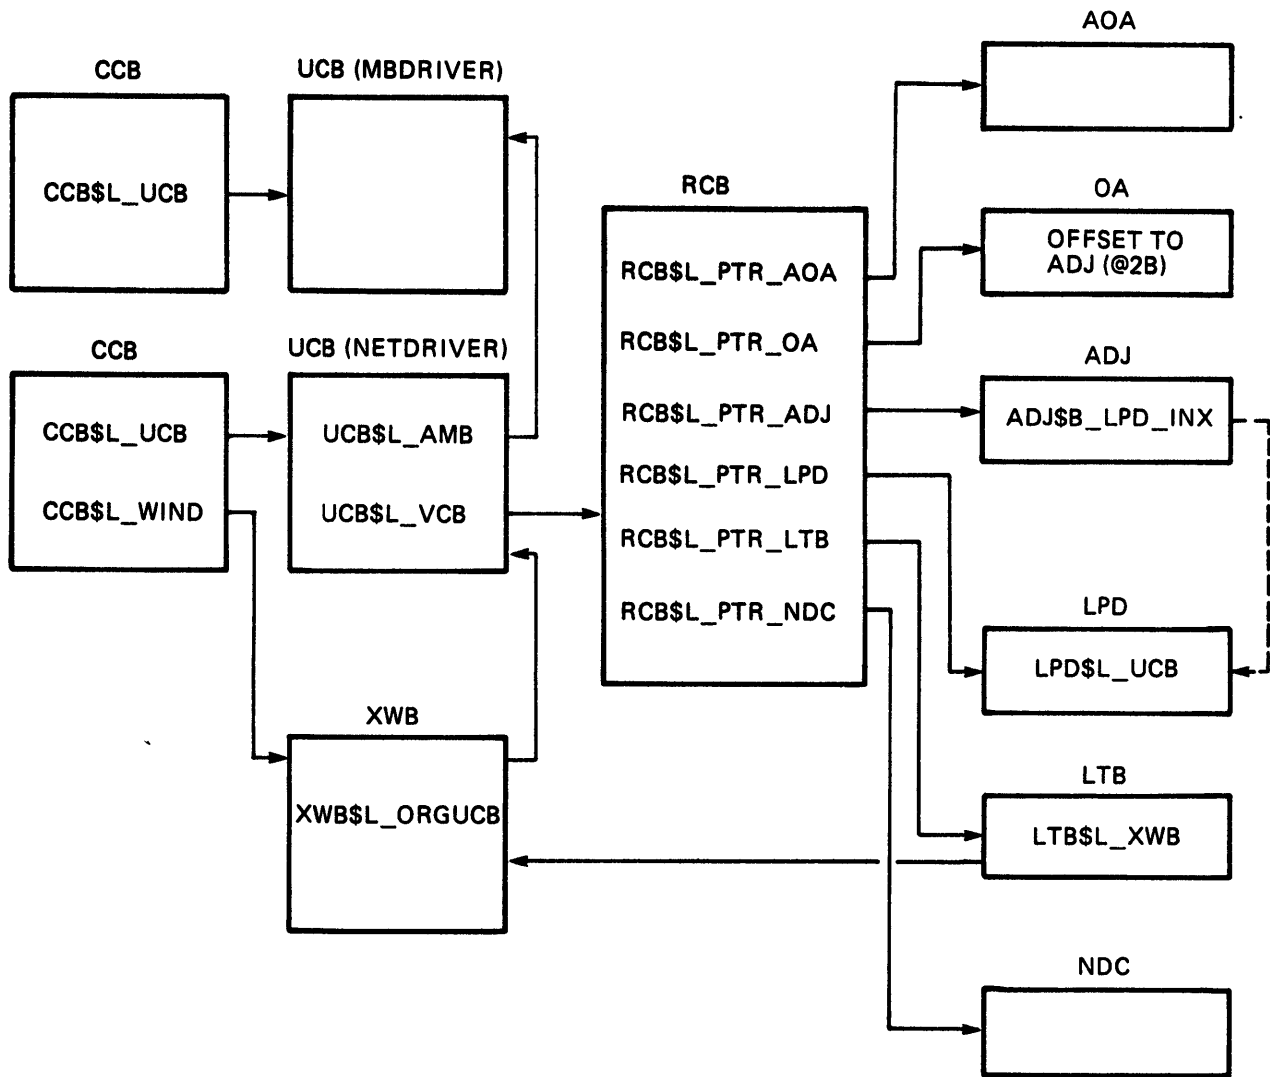 CCB
CCB$L_UCB
UCB (MBDRIVER)
CCB
CCB$L_UCB
CCB$L_WIND
UCB (NETDRIVER)
UCB$L_AMB
UCB$L_VCB
XWB
XWB$L_ORGUCB
RCB
RCB$L_PTR_AOA
RCB$L_PTR_OA
RCB$L_PTR_ADJ
RCB$L_PTR_LPD
RCB$L_PTR_LTB
RCB$L_PTR_NDC
AOA
OA
OFFSET TO
ADJ (@2B)
ADJ
ADJ$B_LPD_INX
LPD
LPD$L_UCB
LTB
LTB$L_XWB
NDC